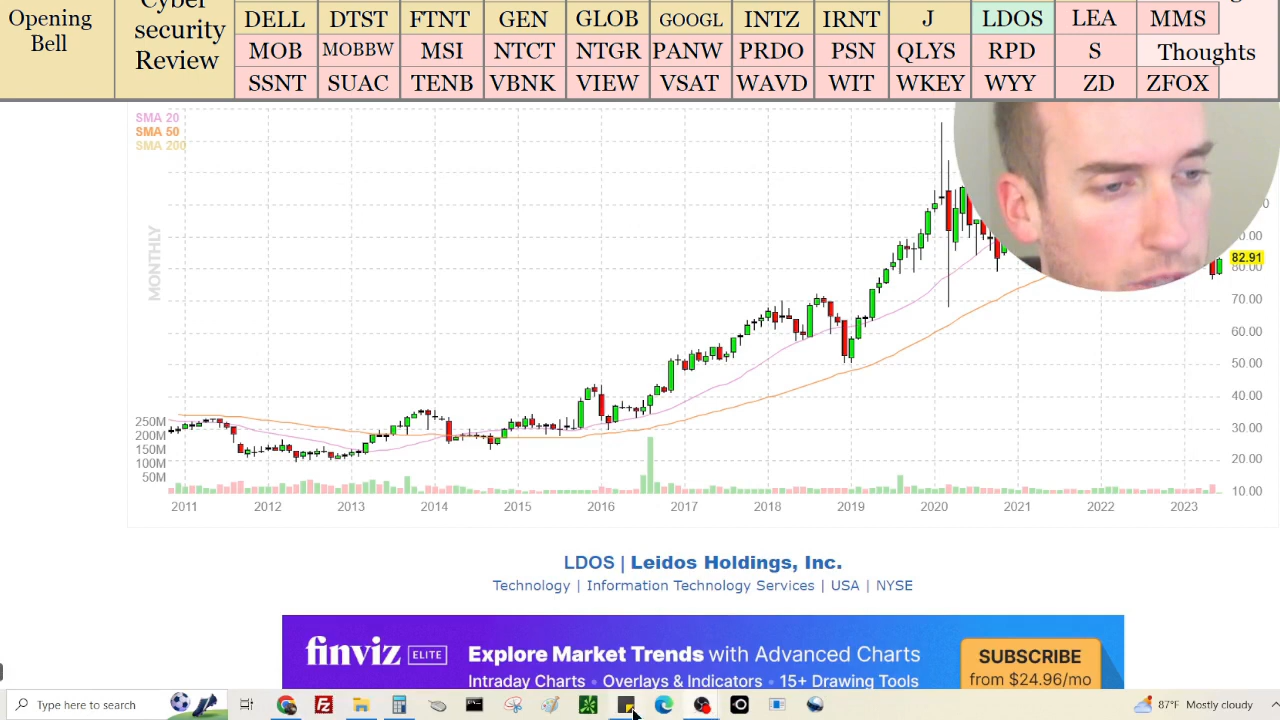 Opening Bell
Cyber security Review
DELL DTST FTNT GEN GLOB GOOGL INTZ IRNT J LDOS LEA MMS
MOB MOBBW MSI NTCT NTGR PANW PRDO PSN QLYS RPD S Thoughts
SSNT SUAC TENB VBNK VIEW VSAT WAVD WIT WKEY WYY ZD ZFOX
SMA 20
SMA 50
SMA 200
MONTHLY
82.91
80.00
70.00
60.00
50.00
40.00
30.00
20.00
10.00
250M
200M
150M
100M
50M
2011 2012 2013 2014 2015 2016 2017 2018 2019 2020 2021 2022 2023
LDOS | Leidos Holdings, Inc.
Technology | Information Technology Services | USA | NYSE
finviz ELITE Explore Market Trends with Advanced Charts
Intraday Charts • Overlays & Indicators • 15+ Drawing Tools
SUBSCRIBE
from $24.96/mo
Type here to search
87°F Mostly cloudy